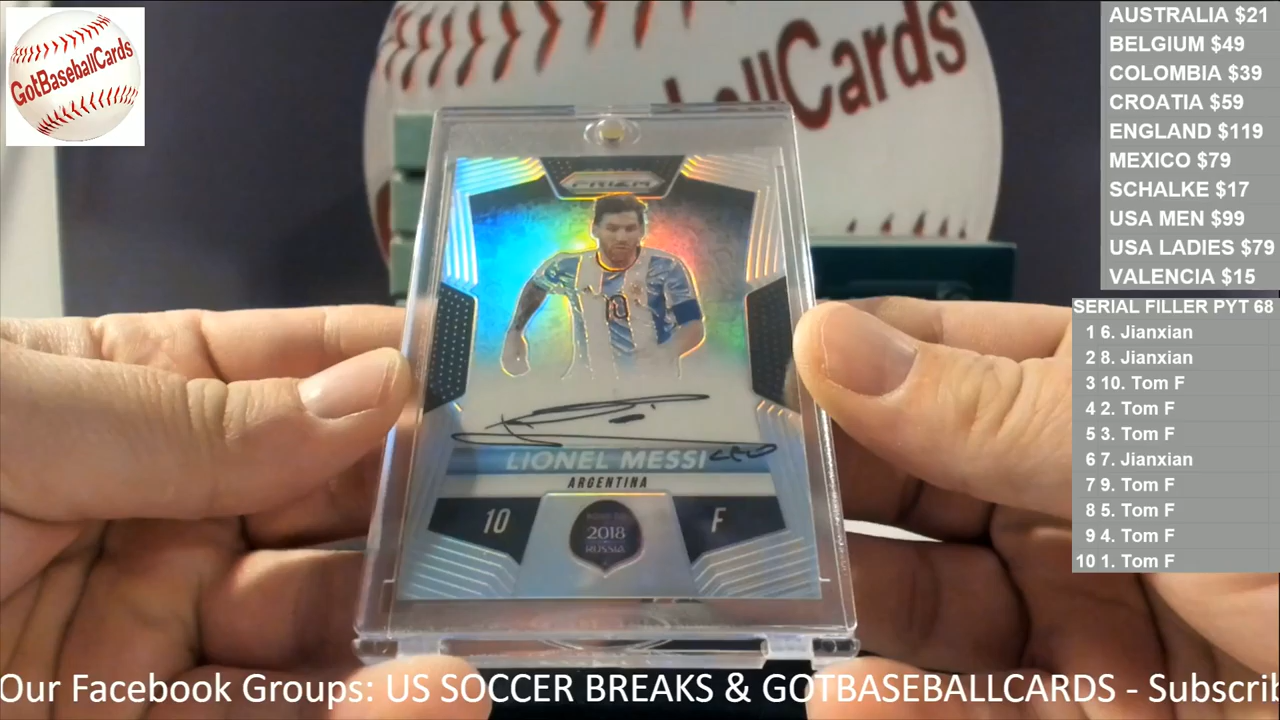 GotBaseballCards
llCards
PRIZM
10
LIONEL MESSI
ARGENTINA
10
F
2018
RUSSIA
AUSTRALIA $21
BELGIUM $49
COLOMBIA $39
CROATIA $59
ENGLAND $119
MEXICO $79
SCHALKE $17
USA MEN $99
USA LADIES $79
VALENCIA $15
SERIAL FILLER PYT 68
1 6. Jianxian
2 8. Jianxian
3 10. Tom F
4 2. Tom F
5 3. Tom F
6 7. Jianxian
7 9. Tom F
8 5. Tom F
9 4. Tom F
10 1. Tom F
Our Facebook Groups: US SOCCER BREAKS & GOTBASEBALLCARDS - Subscrib